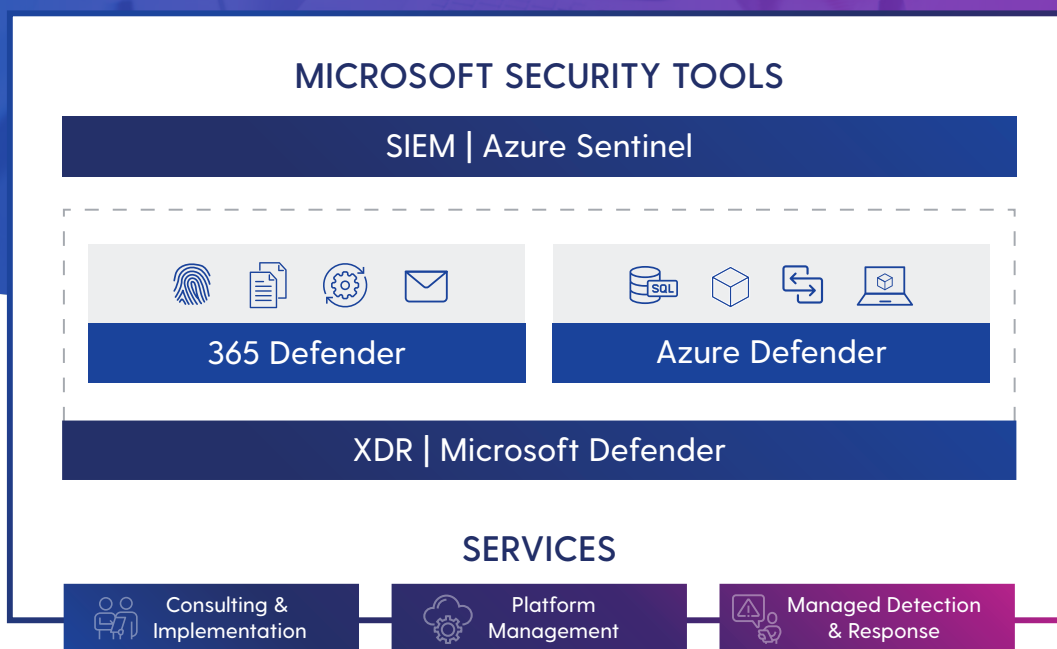 MICROSOFT SECURITY TOOLS
SIEM | Azure Sentinel
SQL
365 Defender
Azure Defender
XDR | Microsoft Defender
SERVICES
Consulting &
Implementation
Platform
Management
Managed Detection
& Response